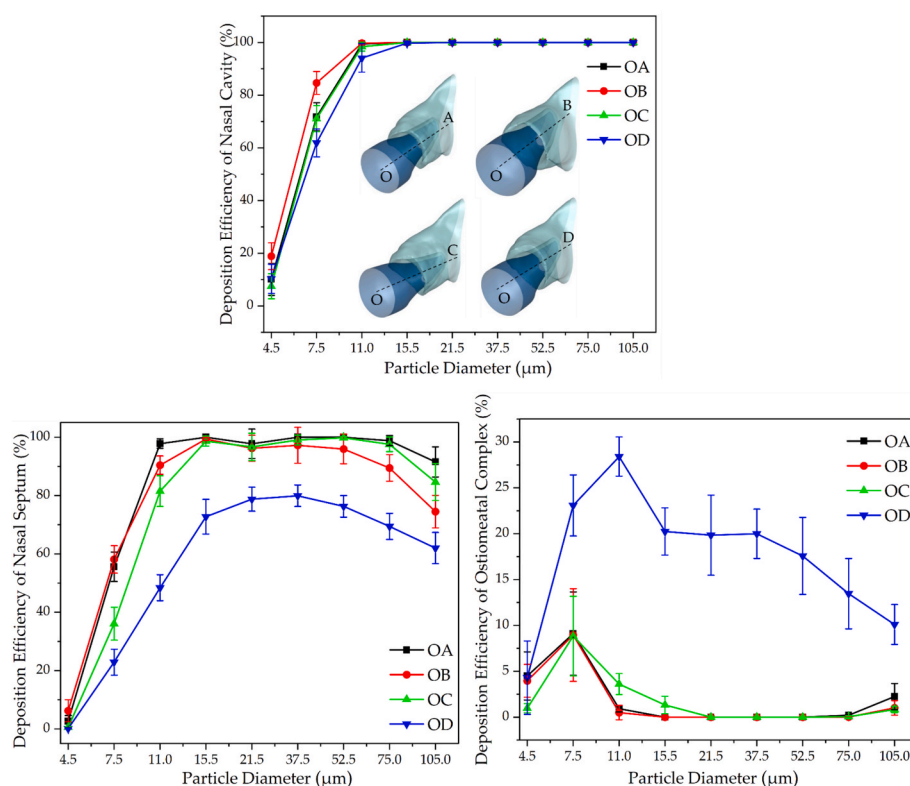 Deposition Efficiency of Nasal Cavity (%)
100
80
60
40
20
0
OA
OB
OC
OD
A
O
B
O
C
O
D
O
4.5 7.5 11.0 15.5 21.5 37.5 52.5 75.0 105.0
Particle Diameter (µm)
Deposition Efficiency of Nasal Septum (%)
100
80
60
40
20
0
OA
OB
OC
OD
4.5 7.5 11.0 15.5 21.5 37.5 52.5 75.0 105.0
Particle Diameter (µm)
Deposition Efficiency of Ostiomeatal Complex (%)
30
25
20
15
10
5
0
OA
OB
OC
OD
4.5 7.5 11.0 15.5 21.5 37.5 52.5 75.0 105.0
Particle Diameter (µm)